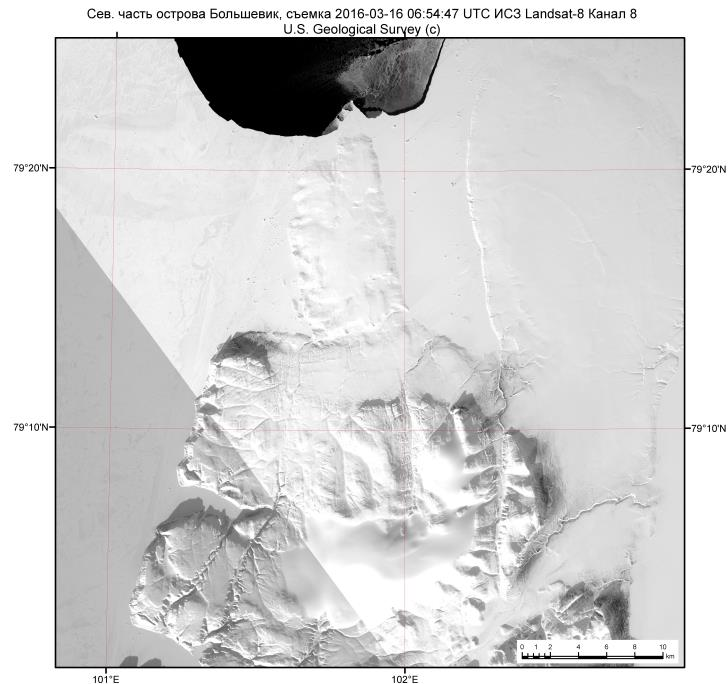 Сев. часть острова Большевик, съемка 2016-03-16 06:54:47 UTC ИСЗ Landsat-8 Канал 8
U.S. Geological Survey (c)
79°20'N 79°20'N
79°10'N 79°10'N
0 1 2 4 6 8 10
km
101°E 102°E